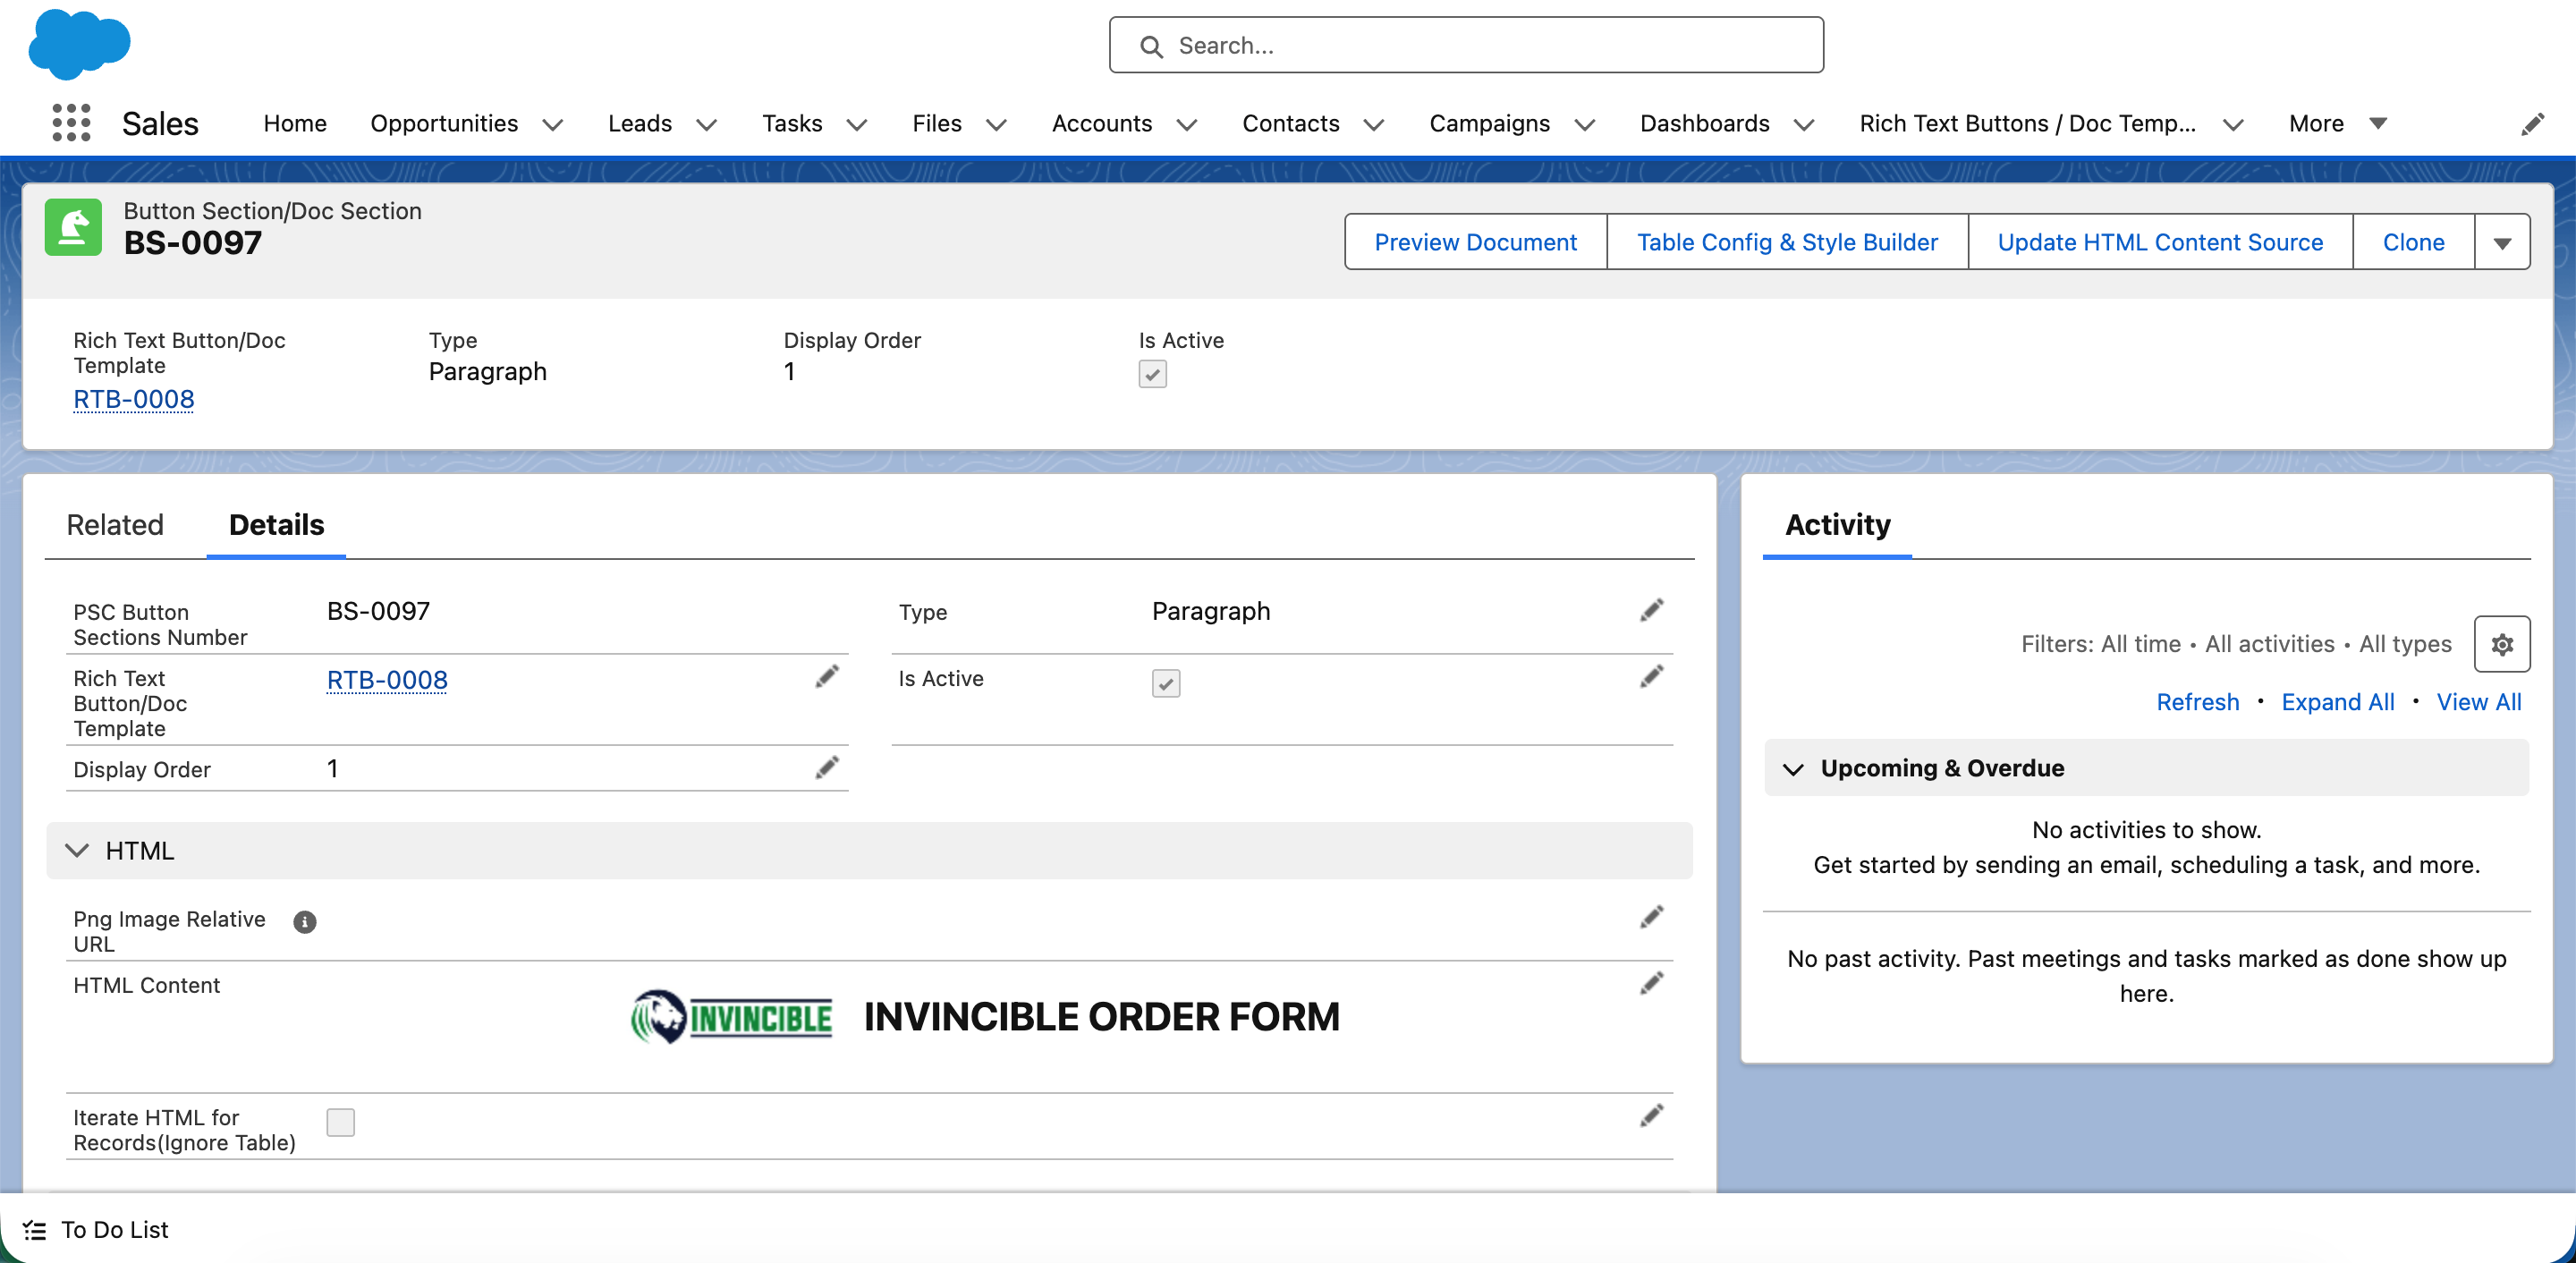 Search...
Sales
Home
Opportunities
Leads
Tasks
Files
Accounts
Contacts
Campaigns
Dashboards
Rich Text Buttons / Doc Temp...
More
Button Section/Doc Section
BS-0097
Preview Document
Table Config & Style Builder
Update HTML Content Source
Clone
Rich Text Button/Doc
Template
RTB-0008
Type
Paragraph
Display Order
1
Is Active
Related
Details
PSC Button
Sections Number
BS-0097
Type
Paragraph
Rich Text
Button/Doc
Template
RTB-0008
Is Active
Display Order
1
HTML
Png Image Relative
URL
HTML Content
INVINCIBLE
INVINCIBLE ORDER FORM
Iterate HTML for
Records(Ignore Table)
Activity
Filters: All time • All activities • All types
Refresh • Expand All • View All
Upcoming & Overdue
No activities to show.
Get started by sending an email, scheduling a task, and more.
No past activity. Past meetings and tasks marked as done show up
here.
To Do List